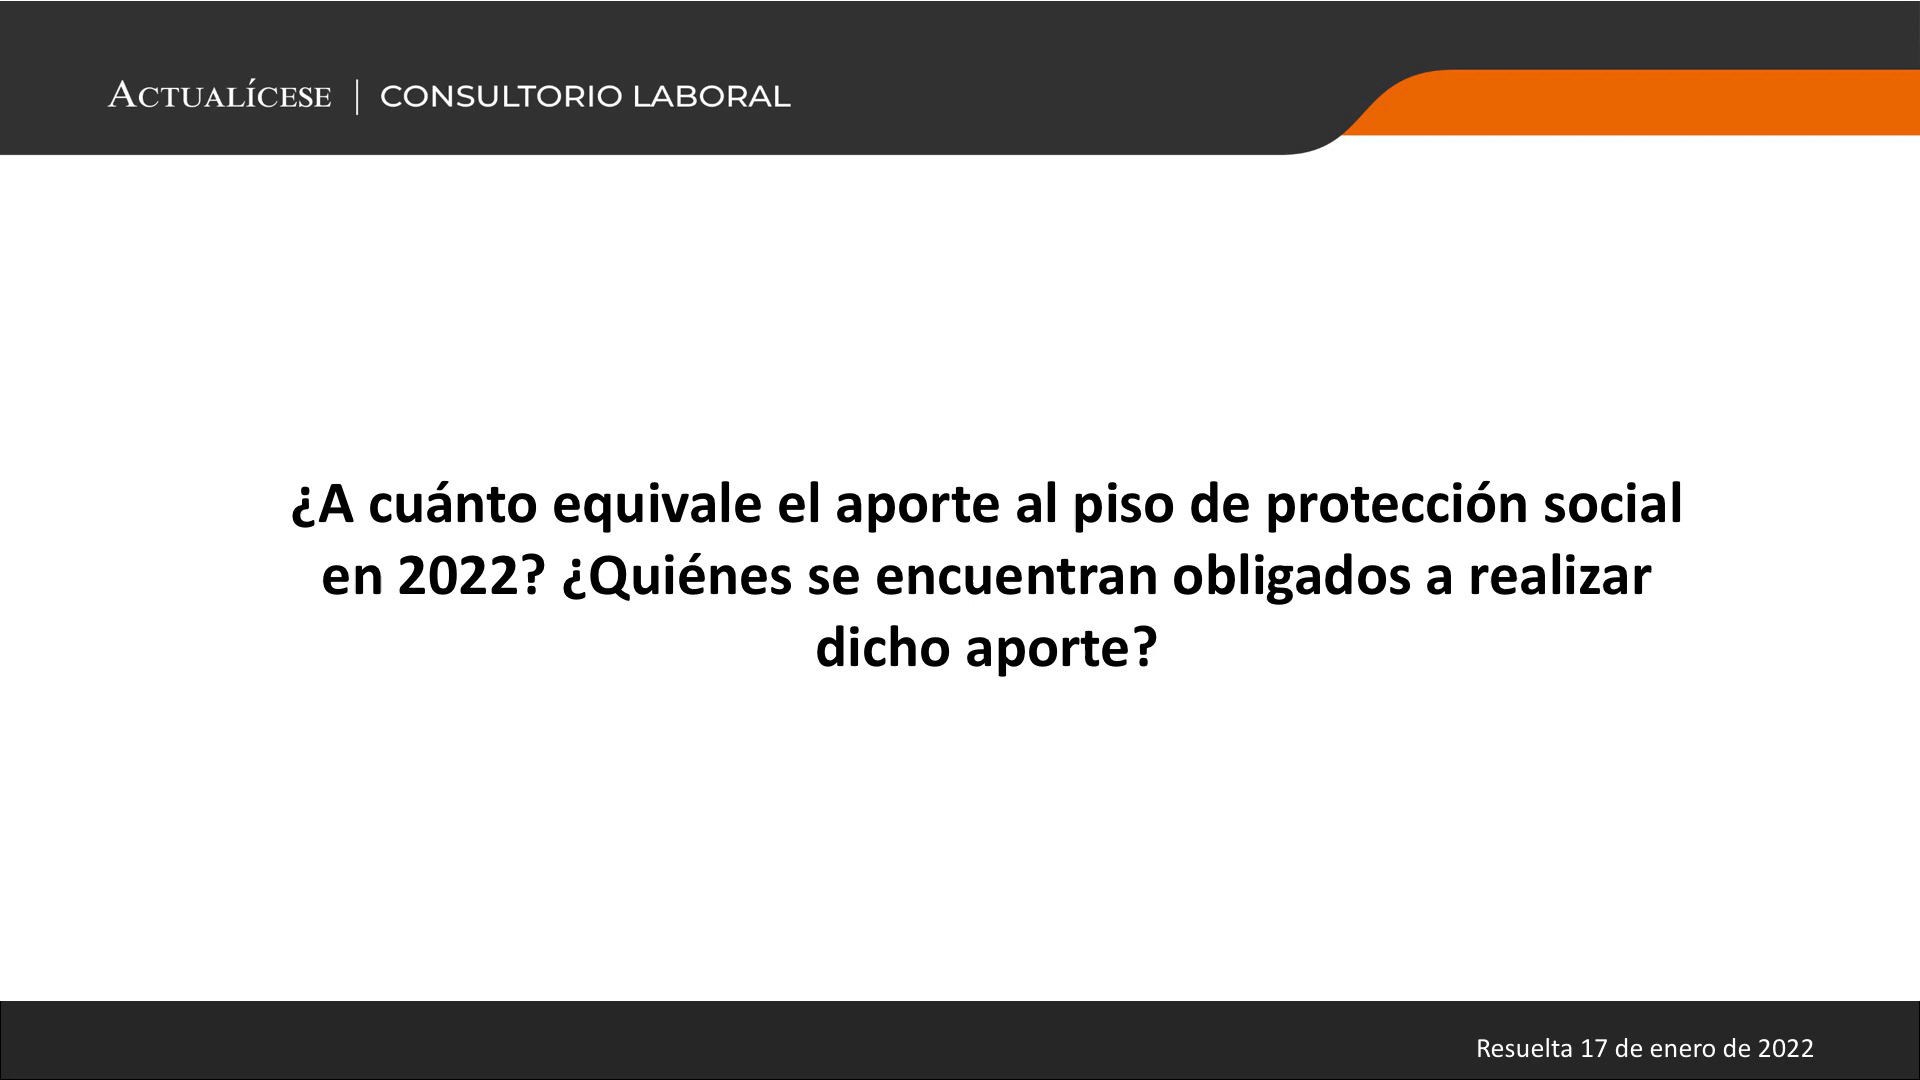 ACTUALÍCESE | CONSULTORIO LABORAL
¿A cuánto equivale el aporte al piso de protección social
en 2022? ¿Quiénes se encuentran obligados a realizar
dicho aporte?
Resuelta 17 de enero de 2022